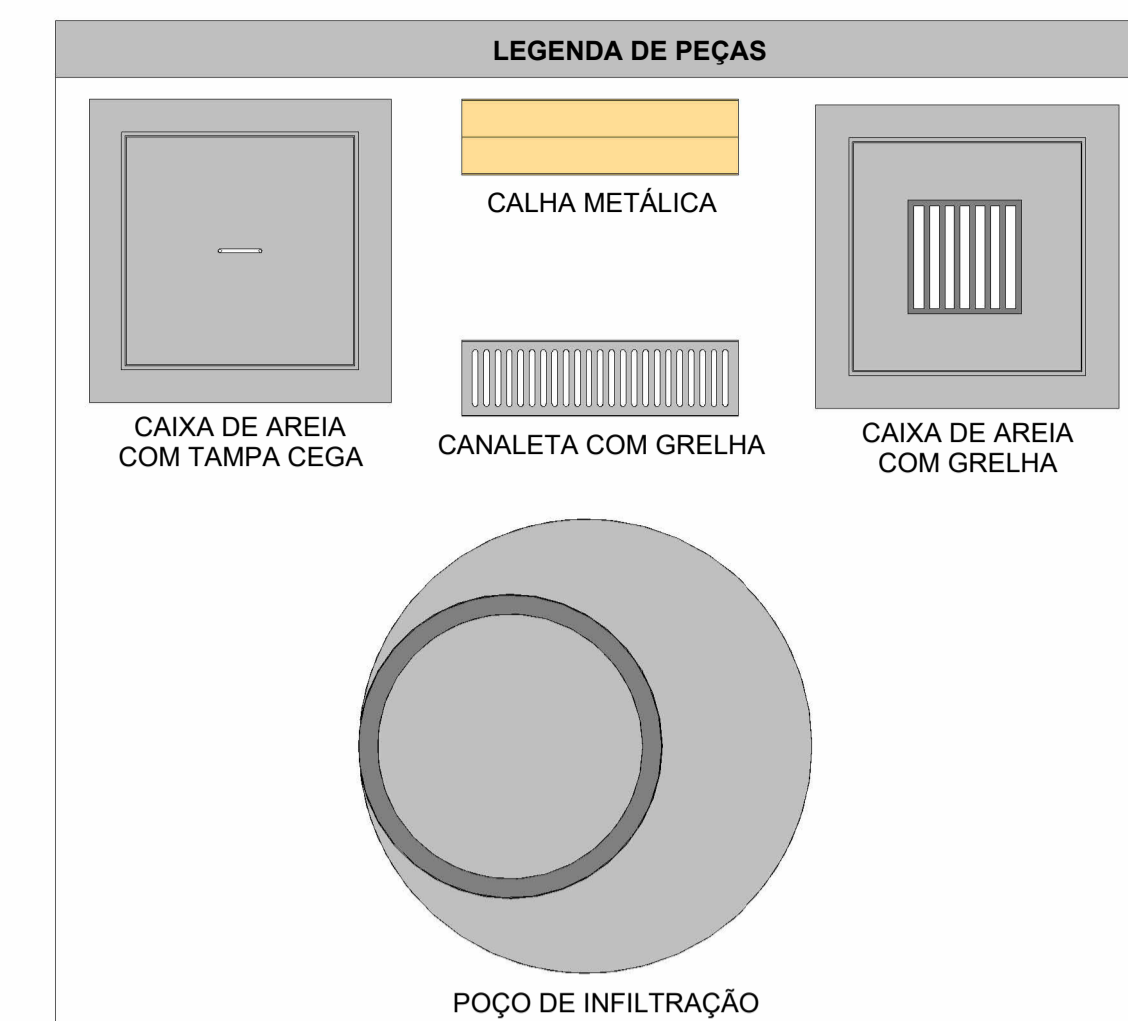 LEGENDA DE PEÇAS
CALHA METÁLICA
CAIXA DE AREIA
COM TAMPA CEGA
CANALETA COM GRELHA
CAIXA DE AREIA
COM GRELHA
POÇO DE INFILTRAÇÃO